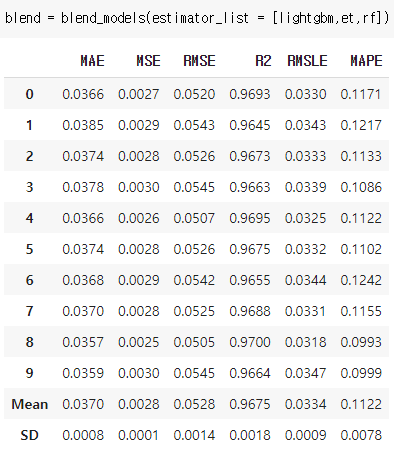 blend = blend_models(estimator_list = [lightgbm,et,rf])
MAE MSE RMSE R2 RMSLE MAPE
0 0.0366 0.0027 0.0520 0.9693 0.0330 0.1171
1 0.0385 0.0029 0.0543 0.9645 0.0343 0.1217
2 0.0374 0.0028 0.0526 0.9673 0.0333 0.1133
3 0.0378 0.0030 0.0545 0.9663 0.0339 0.1086
4 0.0366 0.0026 0.0507 0.9695 0.0325 0.1122
5 0.0374 0.0028 0.0526 0.9675 0.0332 0.1102
6 0.0368 0.0029 0.0542 0.9655 0.0344 0.1242
7 0.0370 0.0028 0.0525 0.9688 0.0331 0.1155
8 0.0357 0.0025 0.0505 0.9700 0.0318 0.0993
9 0.0359 0.0030 0.0545 0.9664 0.0347 0.0999
Mean 0.0370 0.0028 0.0528 0.9675 0.0334 0.1122
SD 0.0008 0.0001 0.0014 0.0018 0.0009 0.0078